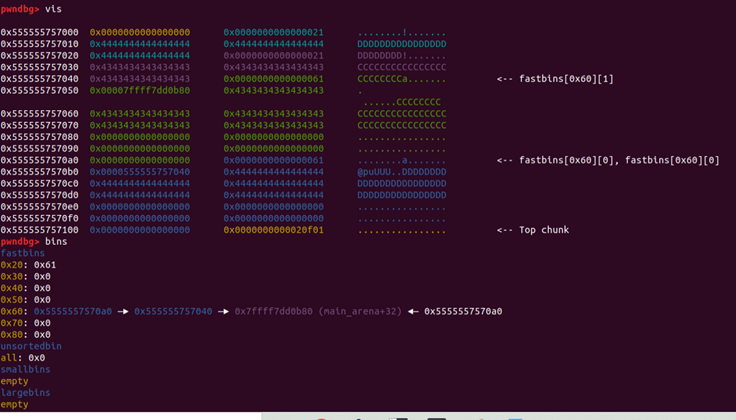 pwndbg> vis
0x555555757000 0x0000000000000000 0x0000000000000021 ........!.......
0x555555757010 0x4444444444444444 0x4444444444444444 DDDDDDDDDDDDDDDD
0x555555757020 0x4444444444444444 0x0000000000000021 DDDDDDDD!.......
0x555555757030 0x4343434343434343 0x4343434343434343 CCCCCCCCCCCCCCCC
0x555555757040 0x4343434343434343 0x0000000000000061 CCCCCCCCa....... <-- fastbins[0x60][1]
0x555555757050 0x00007ffff7dd0b80 0x4343434343434343 .
......CCCCCCCC
0x555555757060 0x4343434343434343 0x4343434343434343 CCCCCCCCCCCCCCCC
0x555555757070 0x4343434343434343 0x4343434343434343 CCCCCCCCCCCCCCCC
0x555555757080 0x0000000000000000 0x0000000000000000 ................
0x555555757090 0x0000000000000000 0x0000000000000000 ................
0x5555557570a0 0x0000000000000000 0x0000000000000061 ........a....... <-- fastbins[0x60][0], fastbins[0x60][0]
0x5555557570b0 0x0000555555757040 0x4444444444444444 @puUUU..DDDDDDDD
0x5555557570c0 0x4444444444444444 0x4444444444444444 DDDDDDDDDDDDDDDD
0x5555557570d0 0x4444444444444444 0x4444444444444444 DDDDDDDDDDDDDDDD
0x5555557570e0 0x0000000000000000 0x0000000000000000 ................
0x5555557570f0 0x0000000000000000 0x0000000000000000 ................
0x555555757100 0x0000000000000000 0x0000000000020f01 ................ <-- Top chunk
pwndbg> bins
fastbins
0x20: 0x61
0x30: 0x0
0x40: 0x0
0x50: 0x0
0x60: 0x5555557570a0 —▸ 0x555555757040 —▸ 0x7ffff7dd0b80 (main_arena+32) ◂— 0x5555557570a0
0x70: 0x0
0x80: 0x0
unsortedbin
all: 0x0
smallbins
empty
largebins
empty